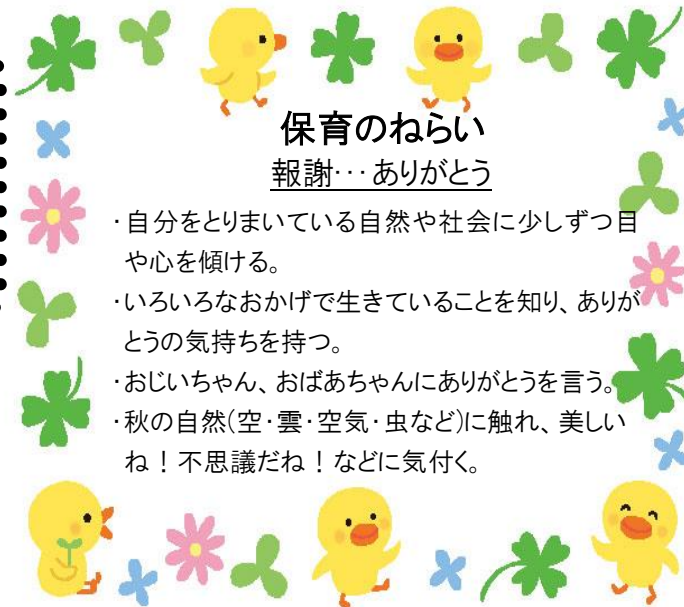 保育のねらい
報謝…ありがとう
・自分をとりまいている自然や社会に少しずつ目
や心を傾ける。
・いろいろなおかげで生きていることを知り、ありが
とうの気持ちを持つ。
・おじいちゃん、おばあちゃんにありがとうを言う。
・秋の自然(空・雲・空気・虫など)に触れ、美しい
ね！不思議だね！などに気付く。